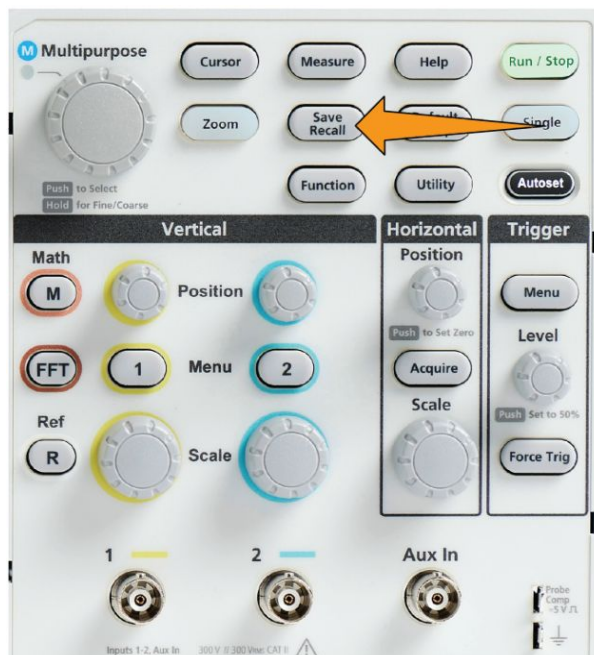 M Multipurpose
Cursor
Measure
Help
Run / Stop
Zoom
Save
Recall
Single
Push to Select
Hold for Fine/Coarse
Function
Utility
Autoset
Vertical
Horizontal
Trigger
Math
M
Position
Position
Push to Set Zero
Menu
Level
FFT
1
Menu
2
Acquire
Push Set to 50%
Ref
R
Scale
Scale
Force Trig
1
2
Aux In
Inputs 1-2, Aux In
Probe
Comp